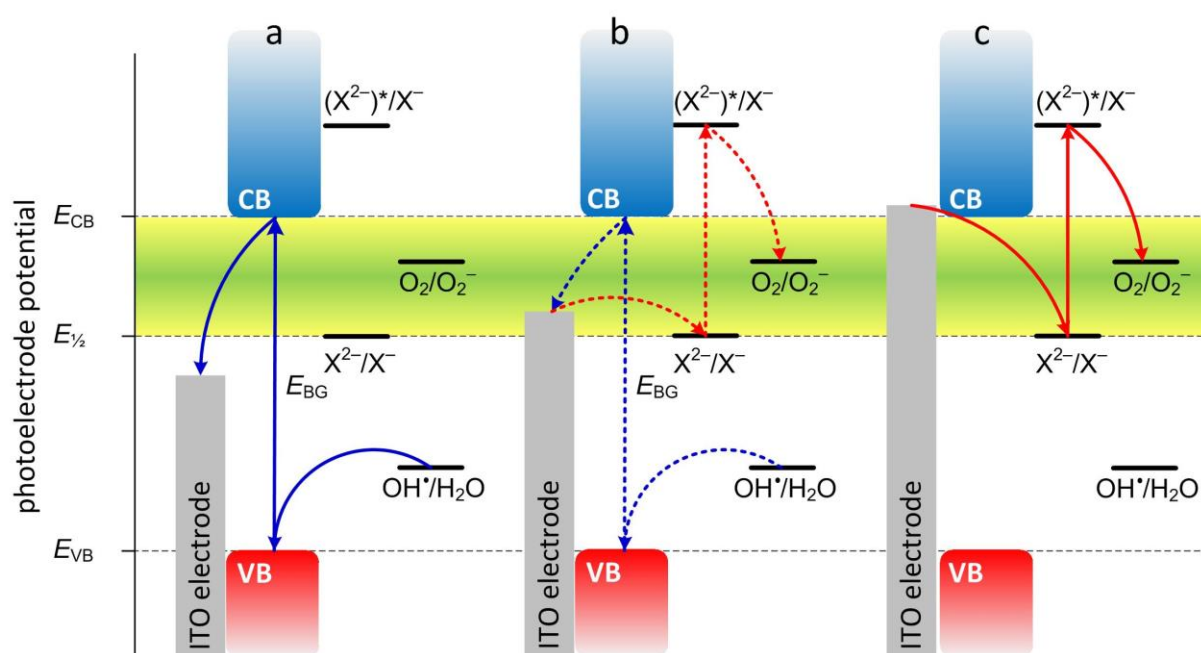 a
b
c
(X²⁻)*/X⁻
(X²⁻)*/X⁻
(X²⁻)*/X⁻
CB
CB
CB
E_CB
O₂/O₂⁻
O₂/O₂⁻
O₂/O₂⁻
E_½
X²⁻/X⁻
X²⁻/X⁻
X²⁻/X⁻
E_BG
E_BG
OH•/H₂O
OH•/H₂O
OH•/H₂O
E_VB
VB
VB
VB
photoelectrode potential
ITO electrode
ITO electrode
ITO electrode